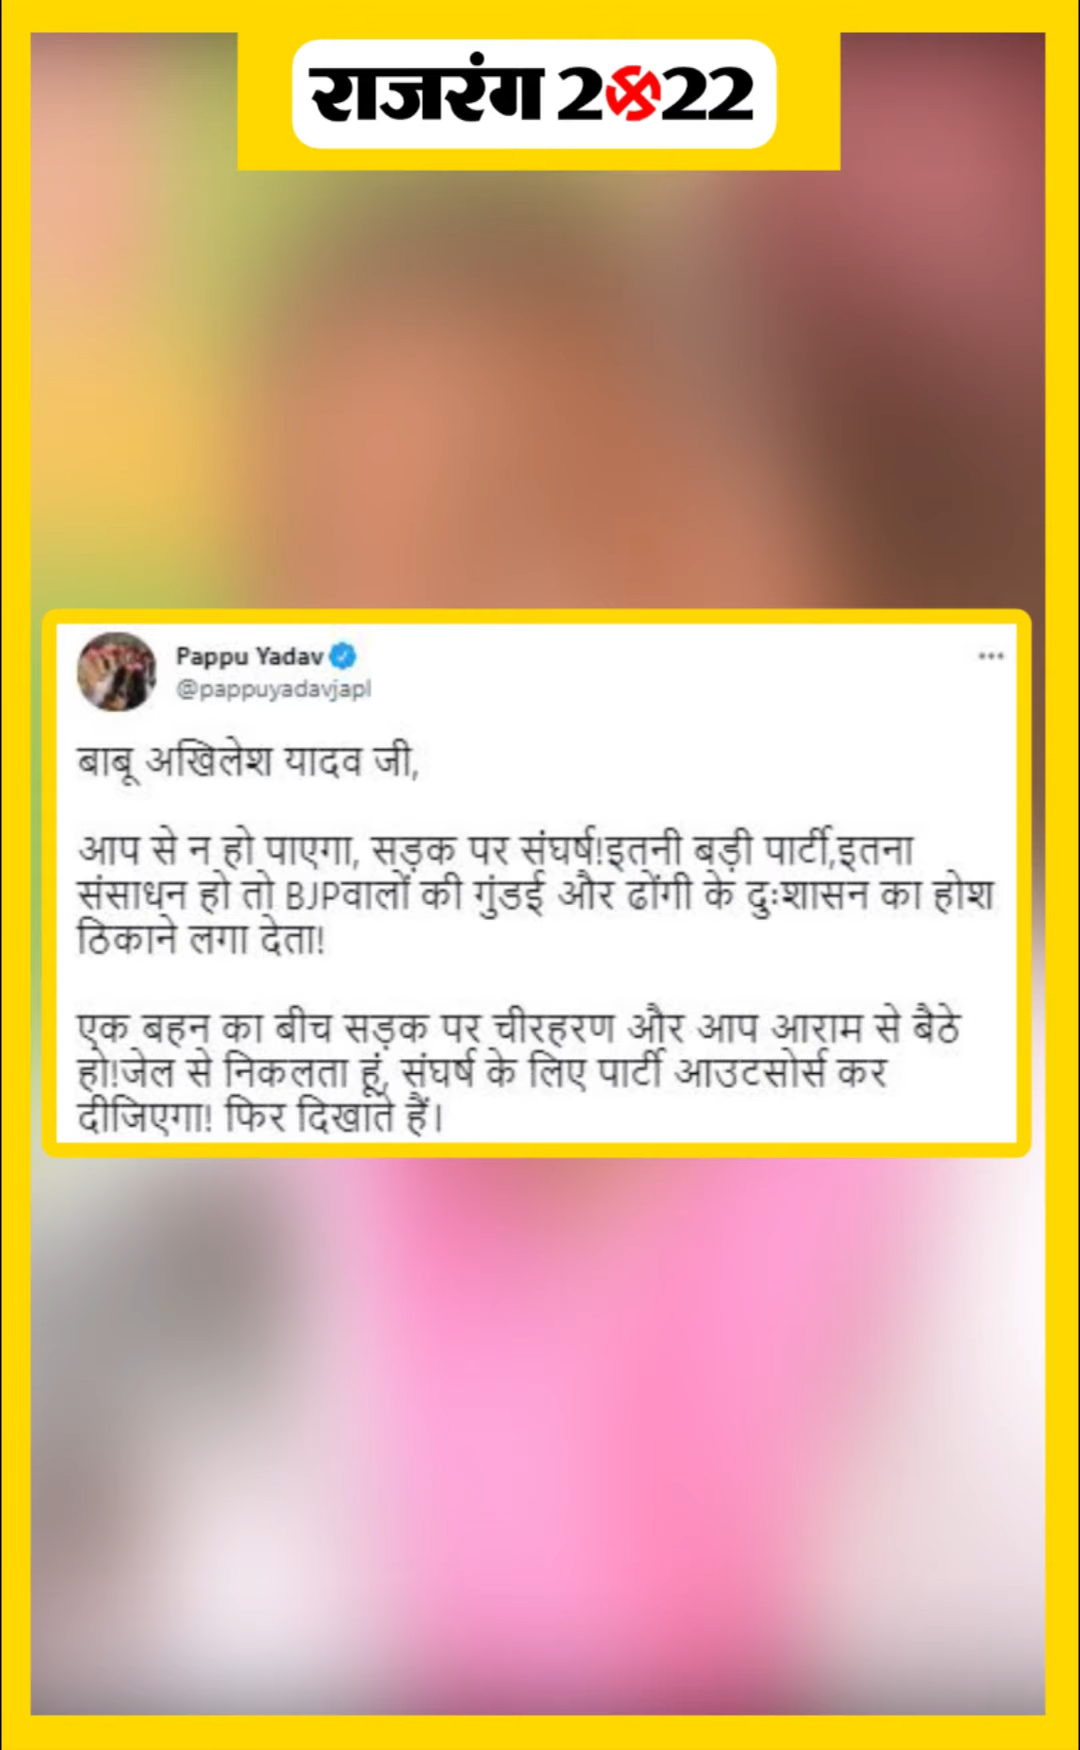 राजरंग 2022
Pappu Yadav
@pappuyadavjapl
बाबू अखिलेश यादव जी,
आप से न हो पाएगा, सड़क पर संघर्ष!इतनी बड़ी पार्टी,इतना
संसाधन हो तो BJPवालों की गुंडई और ढोंगी के दुःशासन का होश
ठिकाने लगा देता!
एक बहन का बीच सड़क पर चीरहरण और आप आराम से बैठे
हो!जेल से निकलता हूं, संघर्ष के लिए पार्टी आउटसोर्स कर
दीजिएगा! फिर दिखाते हैं।